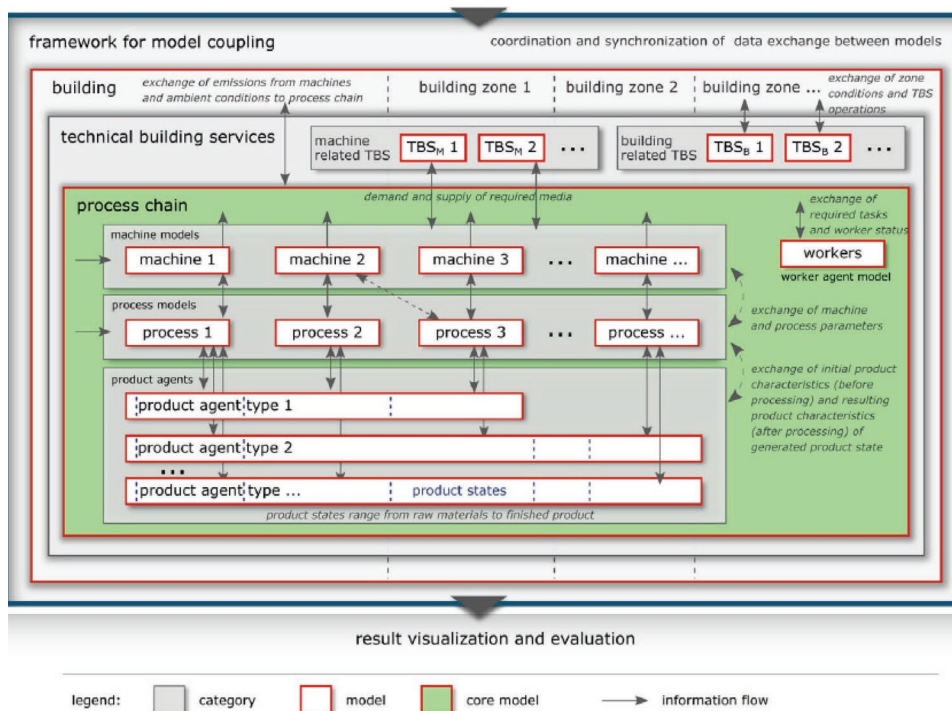 framework for model coupling
coordination and synchronization of data exchange between models
building
exchange of emissions from machines
and ambient conditions to process chain
building zone 1
building zone 2
building zone ...
exchange of zone
conditions and TBS
operations
technical building services
machine
related TBS
TBSM 1
TBSM 2
...
building
related TBS
TBSB 1
TBSB 2
...
process chain
demand and supply of required media
exchange of
required tasks
and worker status
workers
worker agent model
machine models
machine 1
machine 2
machine 3
...
machine ...
process models
process 1
process 2
process 3
...
process ...
exchange of machine
and process parameters
product agents
product agent type 1
product agent type 2
...
product agent type ...
product states
product states range from raw materials to finished product
exchange of initial product
characteristics (before
processing) and resulting
product characteristics
(after processing) of
generated product state
result visualization and evaluation
legend:
category
model
core model
information flow